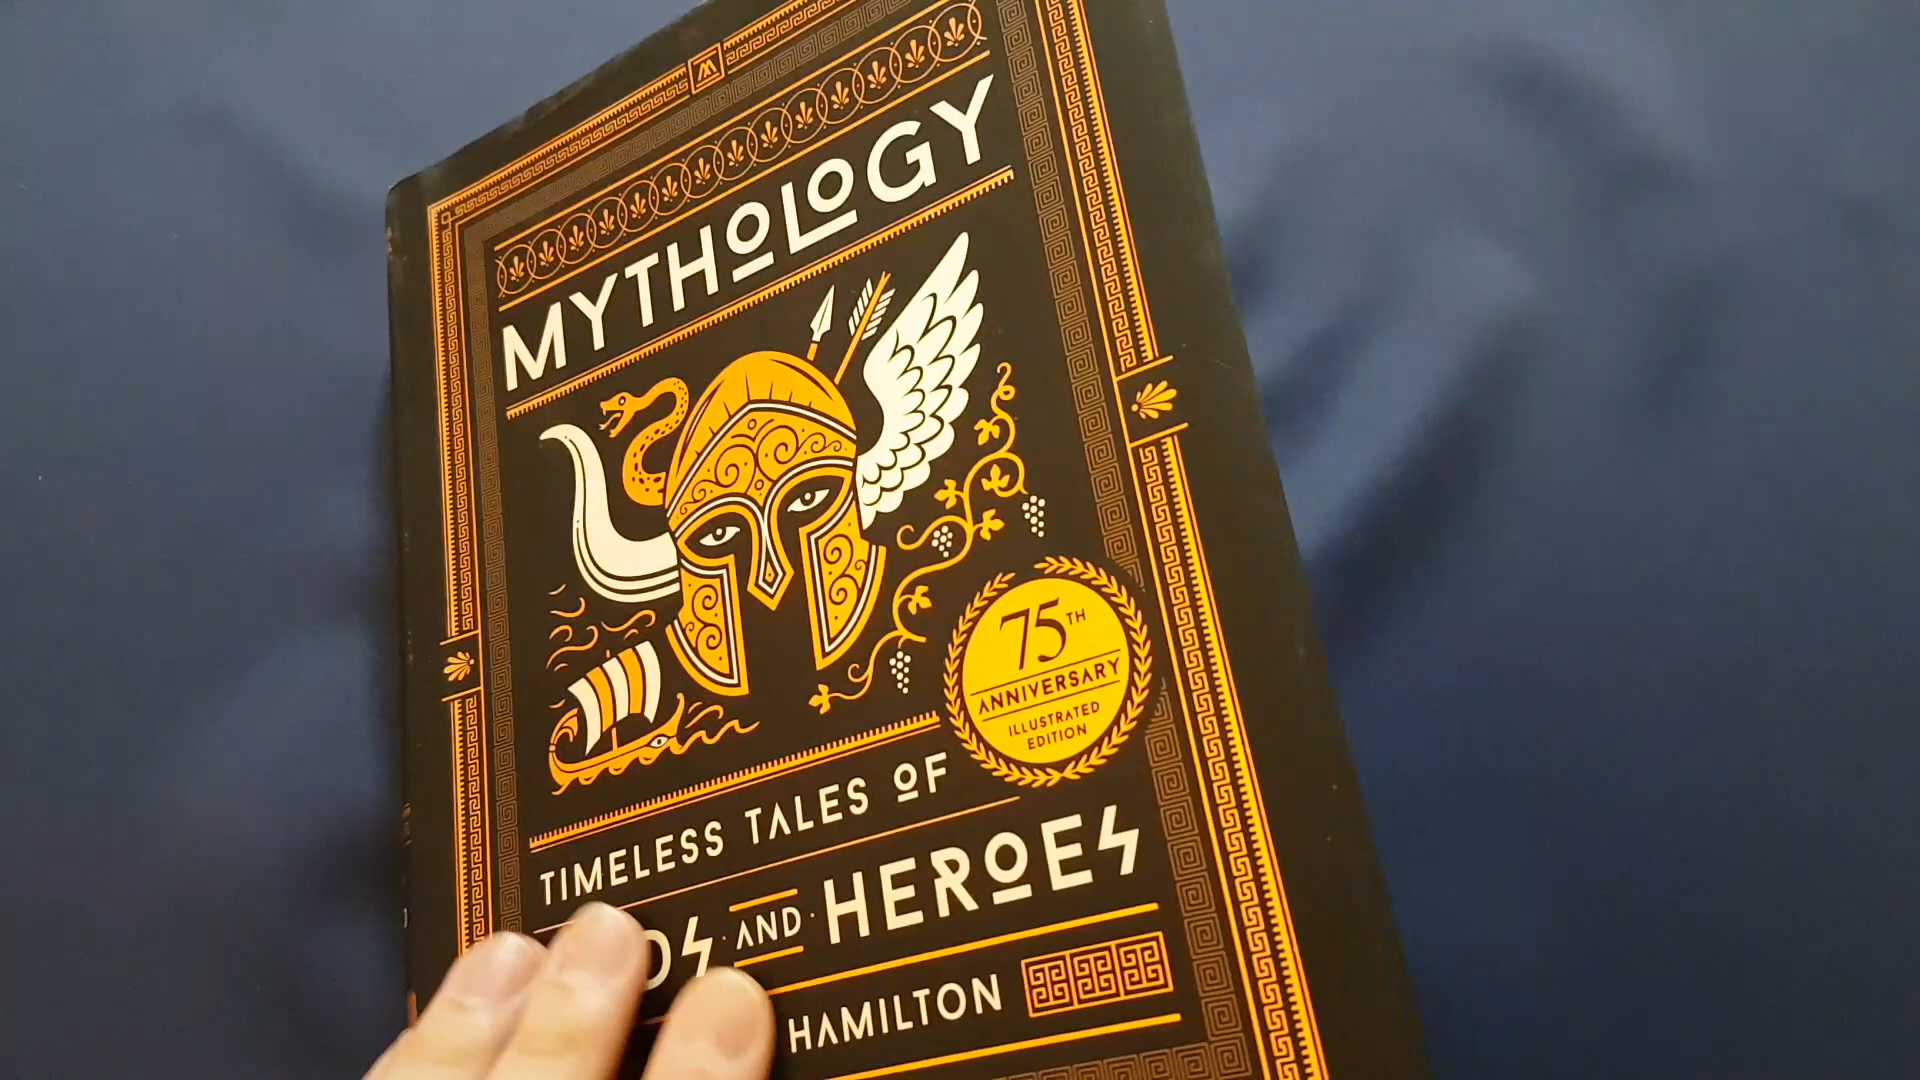 MYTHOLOGY
75TH
ANNIVERSARY
ILLUSTRATED
EDITION
TIMELESS TALES OF
AND HEROES
HAMILTON